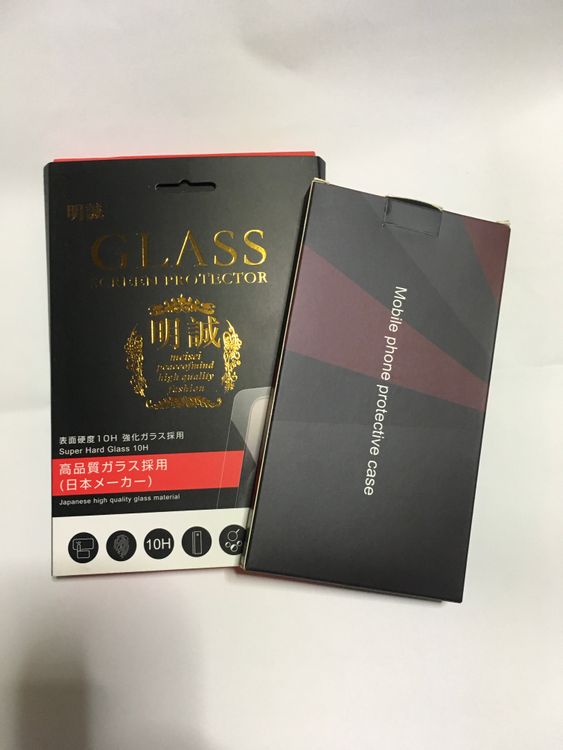 明誠
GLASS
SCREEN PROTECTOR
明誠
meisei
peaceofmind
high quality
fashion
表面硬度10H 強化ガラス採用
Super Hard Glass 10H
高品質ガラス採用
(日本メーカー)
Japanese high quality glass material
10H
Mobile phone protective case